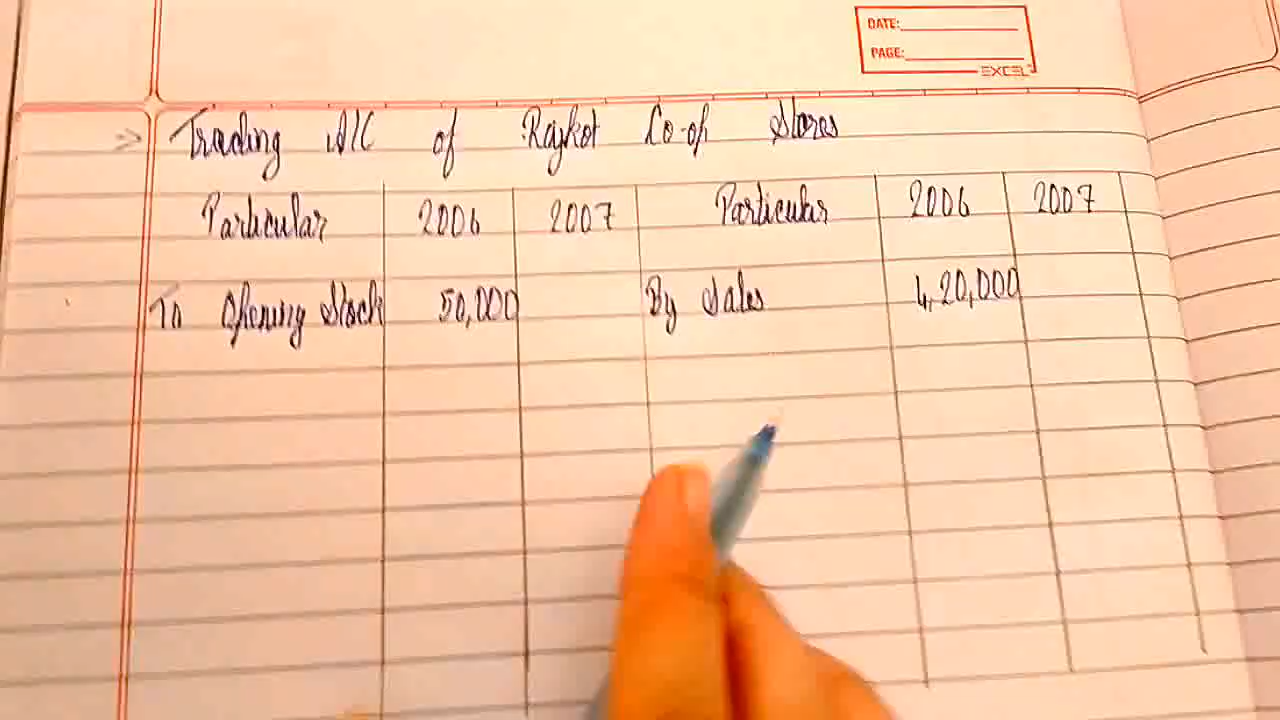 DATE:
PAGE:
EXCEL
Trading A/C of Rajkot Co-op Stores
Particular 2006 2007 Particular 2006 2007
To Opening Stock 50,000 By Sales 4,20,000